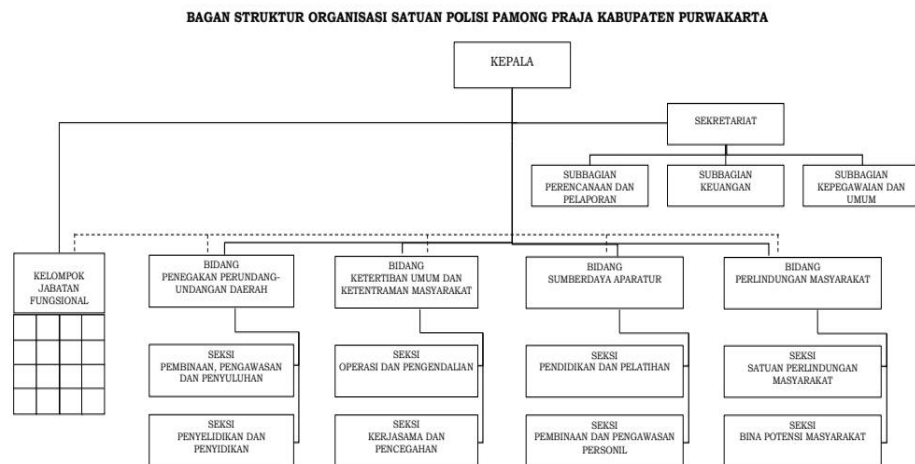 BAGAN STRUKTUR ORGANISASI SATUAN POLISI PAMONG PRAJA KABUPATEN PURWAKARTA
KEPALA
SEKRETARIAT
SUBBAGIAN
PERENCANAAN DAN
PELAPORAN
SUBBAGIAN
KEUANGAN
SUBBAGIAN
KEPEGAWAIAN DAN
UMUM
KELOMPOK
JABATAN
FUNGSIONAL
BIDANG
PENEGAKAN PERUNDANG-
UNDANGAN DAERAH
BIDANG
KETERTIBAN UMUM DAN
KETENTRAMAN MASYARAKAT
BIDANG
SUMBERDAYA APARATUR
BIDANG
PERLINDUNGAN MASYARAKAT
SEKSI
PEMBINAAN, PENGAWASAN
DAN PENYULUHAN
SEKSI
OPERASI DAN PENGENDALIAN
SEKSI
PENDIDIKAN DAN PELATIHAN
SEKSI
SATUAN PERLINDUNGAN
MASYARAKAT
SEKSI
PENYELIDIKAN DAN
PENYIDIKAN
SEKSI
KERJASAMA DAN
PENCEGAHAN
SEKSI
PEMBINAAN DAN PENGAWASAN
PERSONIL
SEKSI
BINA POTENSI MASYARAKAT